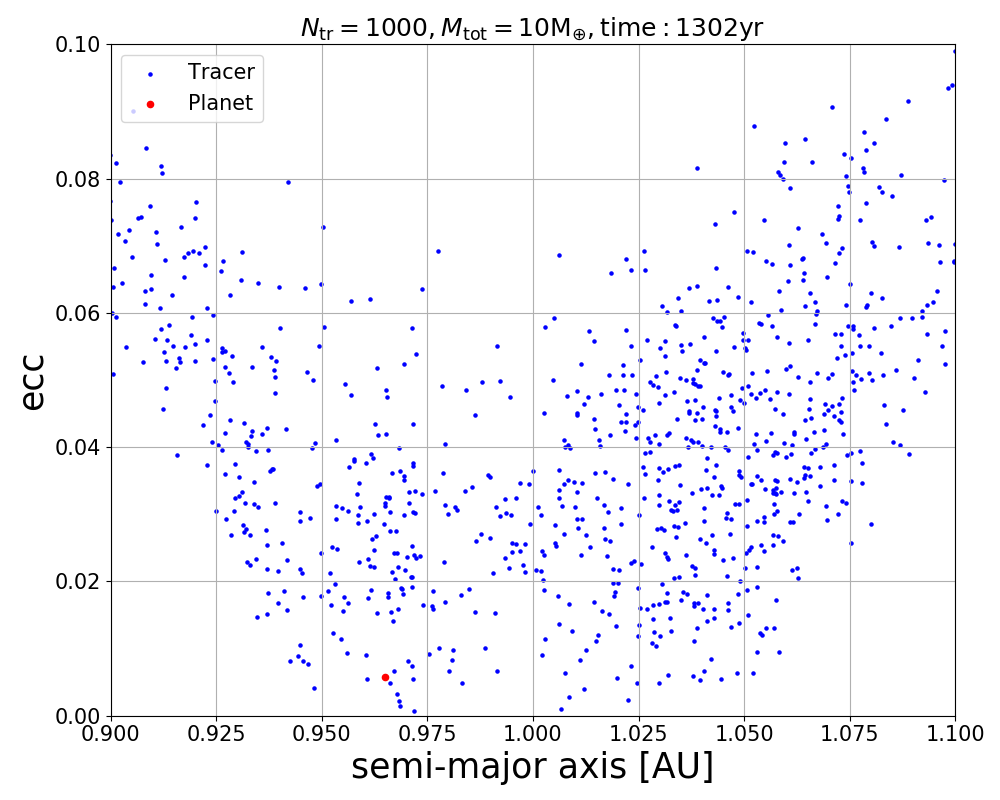 N_tr = 1000, M_tot = 10M_⊕, time : 1302yr
Tracer
Planet
0.10
0.08
0.06
0.04
0.02
0.00
ecc
0.900 0.925 0.950 0.975 1.000 1.025 1.050 1.075 1.100
semi-major axis [AU]